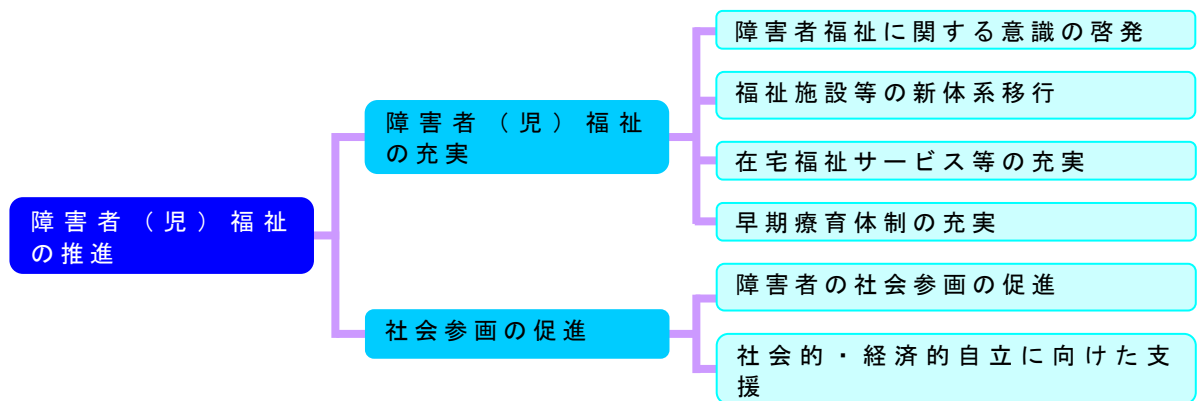 障害者（児）福祉
の推進
障害者（児）福祉
の充実
障害者福祉に関する意識の啓発
福祉施設等の新体系移行
在宅福祉サービス等の充実
早期療育体制の充実
社会参画の促進
障害者の社会参画の促進
社会的・経済的自立に向けた支
援